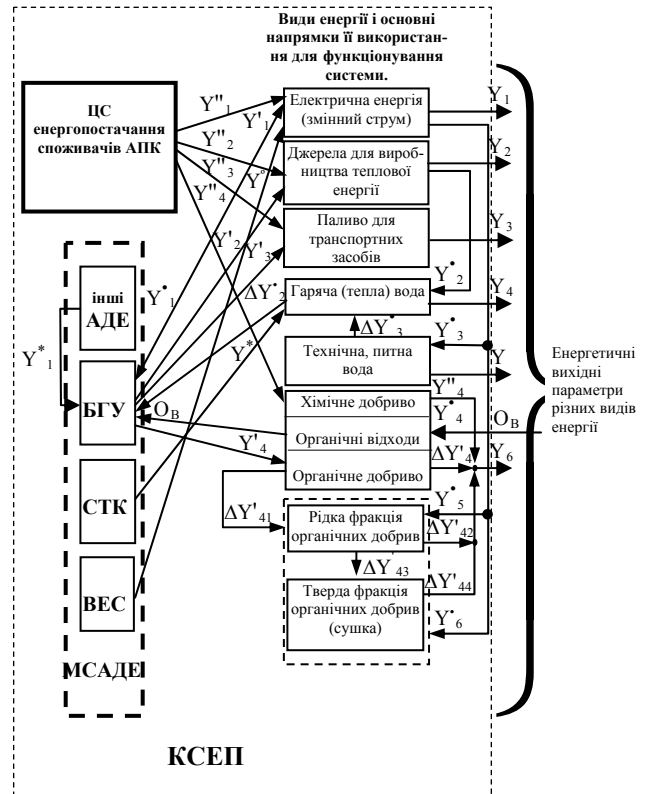 Види енергії і основні
напрямки її використан-
ня для функціонування
системи.
ЦС
енергопостачання
споживачів АПК
Y''₁
Y''₂
Y''₃
Y''₄
Y'₁
Y°
Y'₂
Y'₃
Електрична енергія
(змінний струм)
Y₁
Джерела для вироб-
ництва теплової
енергії
Y₂
Паливо для
транспортних
засобів
Y₃
Y•₁
ΔY•₂
Y•₂
Гаряча (тепла) вода
Y₄
Y*
ΔY•₃
Y•₃
Технічна, питна
вода
Y
інші
АДЕ
Y*₁
БГУ
Oв
Y'₄
СТК
ВЕС
МСАДЕ
Хімічне добриво
Y''₄
Y•₄
Органічні відходи
Oв
Органічне добриво
ΔY'₄
Y₆
ΔY'₄₁
Y•₅
Рідка фракція
органічних добрив
ΔY'₄₂
ΔY'₄₃
ΔY'₄₄
Тверда фракція
органічних добрив
(сушка)
Y•₆
Енергетичні
вихідні
параметри
різних видів
енергії
КСЕП